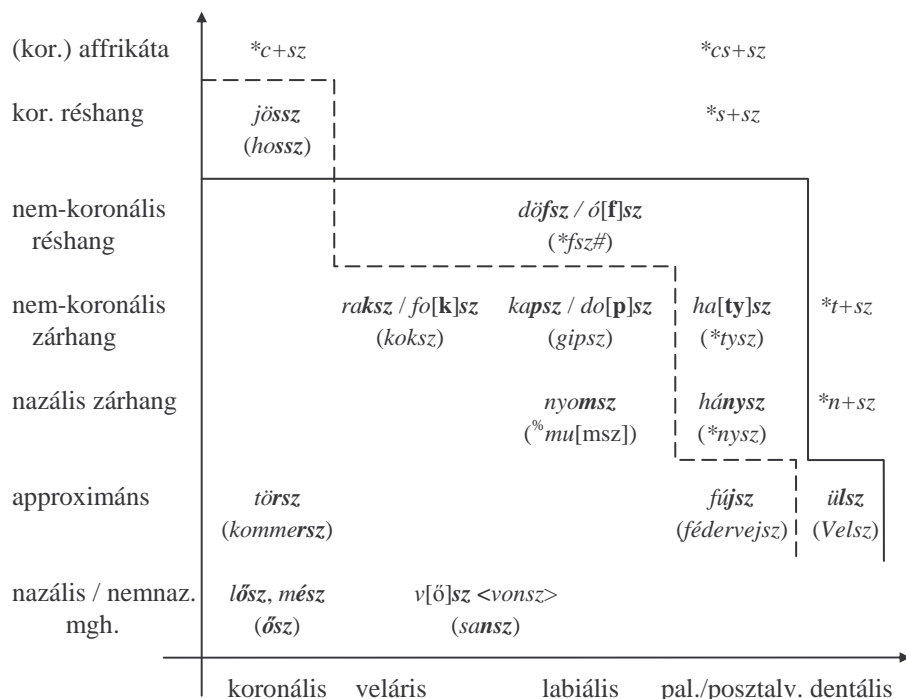 (kor.) affrikáta *c+sz *cs+sz
kor. réshang jössz *s+sz
(hossz)
nem-koronális döfsz / ó[f]sz
réshang (*fsz#)
nem-koronális raksz / fo[k]sz kapsz / do[p]sz ha[ty]sz *t+sz
zárhang (koksz) (gipsz) (*tysz)
nazális zárhang nyomsz hánysz *n+sz
(%mu[msz]) (*nysz)
approximáns törsz fújsz ülsz
(kommersz) (fédervejsz) (Velsz)
nazális / nemnaz. lősz, mész v[õ]sz <vonsz>
mgh. (ősz) (sansz)
koronális veláris labiális pal./posztalv. dentális